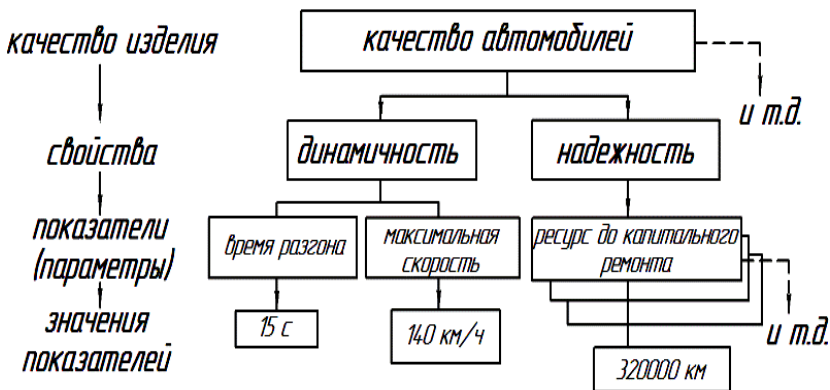 качество изделия
качество автомобилей
и т.д.
свойства
динамичность
надежность
показатели
(параметры)
время разгона
максимальная
скорость
ресурс до капитального
ремонта
значения
показателей
15 с
140 км/ч
и т.д.
320000 км